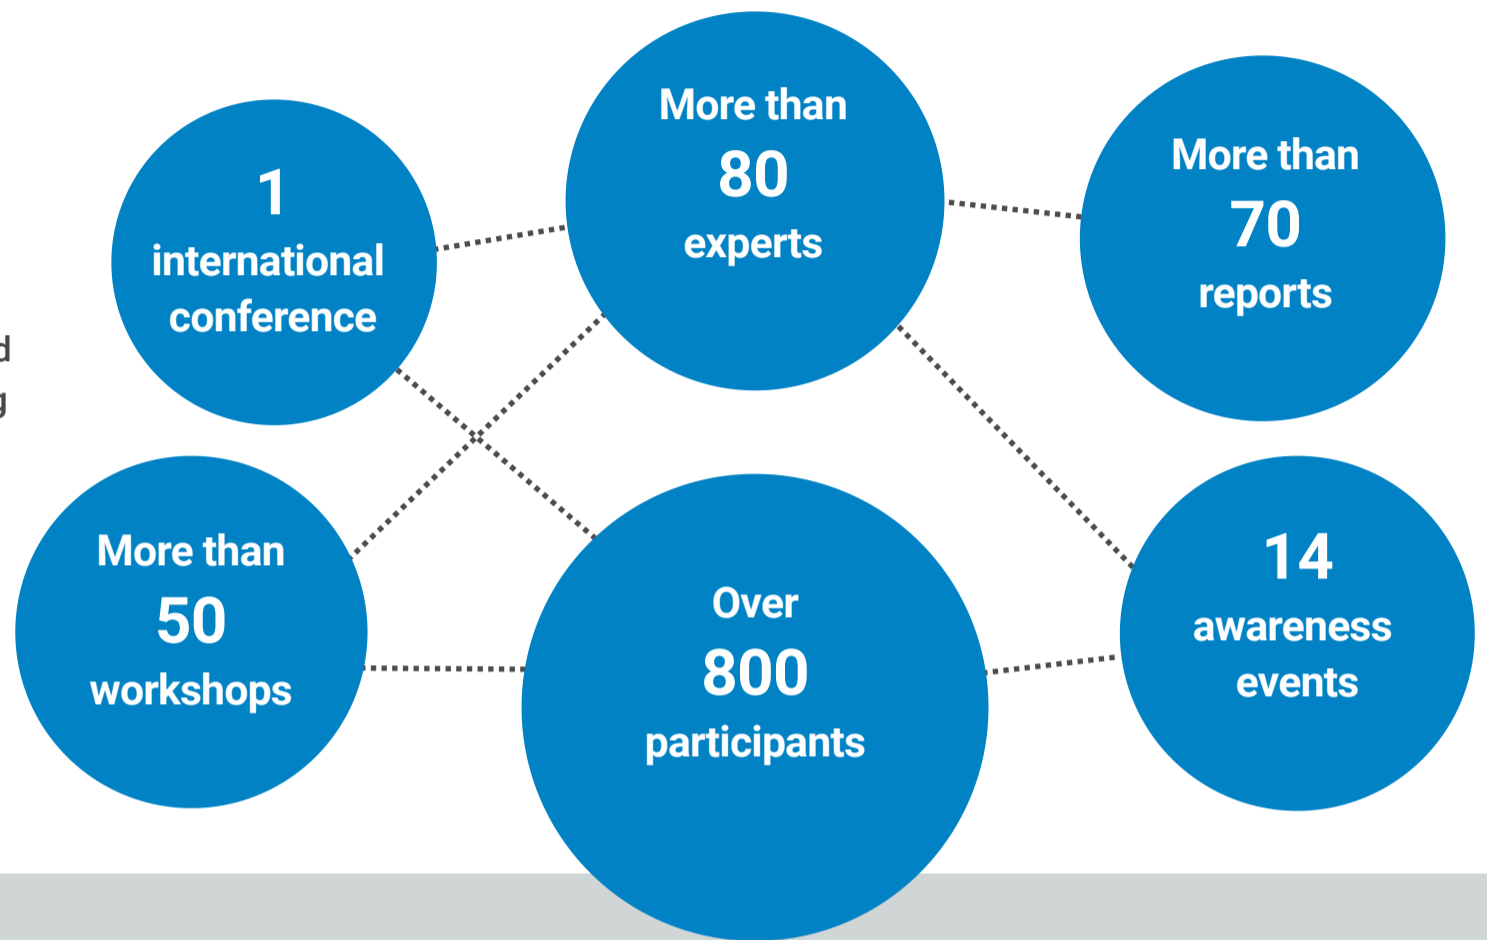 1
international
conference
More than
80
experts
More than
70
reports
d
g
More than
50
workshops
Over
800
participants
14
awareness
events